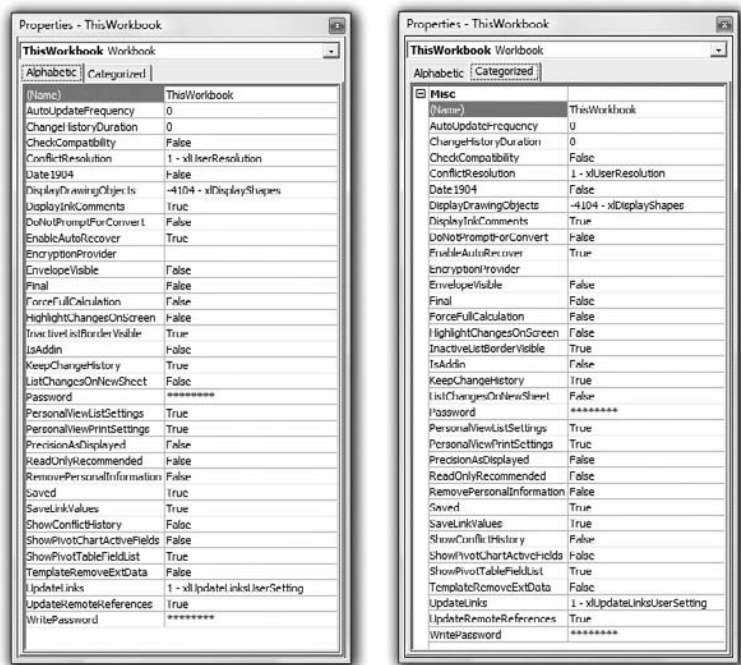 Properties - ThisWorkbook
ThisWorkbook Workbook
Alphabetic Categorized
(Name) ThisWorkbook
AutoUpdateFrequency 0
ChangeHistoryDuration 0
CheckCompatibility False
ConflictResolution 1 - xlUserResolution
Date1904 False
DisplayDrawingObjects -4104 - xlDisplayShapes
DisplayInkComments True
DoNotPromptForConvert False
EnableAutoRecover True
EncryptionProvider
EnvelopeVisible False
Final False
ForceFullCalculation False
HighlightChangesOnScreen False
InactiveListBorderVisible True
IsAddin False
KeepChangeHistory True
ListChangesOnNewSheet False
Password ********
PersonalViewListSettings True
PersonalViewPrintSettings True
PrecisionAsDisplayed False
ReadOnlyRecommended False
RemovePersonalInformation False
Saved True
SaveLinkValues True
ShowConflictHistory False
ShowPivotChartActiveFields False
ShowPivotTableFieldList True
TemplateRemoveExtData False
UpdateLinks 1 - xlUpdateLinksUserSetting
UpdateRemoteReferences True
WritePassword ********
Properties - ThisWorkbook
ThisWorkbook Workbook
Alphabetic Categorized
Misc
(Name) ThisWorkbook
AutoUpdateFrequency 0
ChangeHistoryDuration 0
CheckCompatibility False
ConflictResolution 1 - xlUserResolution
Date1904 False
DisplayDrawingObjects -4104 - xlDisplayShapes
DisplayInkComments True
DoNotPromptForConvert False
EnableAutoRecover True
EncryptionProvider
EnvelopeVisible False
Final False
ForceFullCalculation False
HighlightChangesOnScreen False
InactiveListBorderVisible True
IsAddin False
KeepChangeHistory True
ListChangesOnNewSheet False
Password ********
PersonalViewListSettings True
PersonalViewPrintSettings True
PrecisionAsDisplayed False
ReadOnlyRecommended False
RemovePersonalInformation False
Saved True
SaveLinkValues True
ShowConflictHistory False
ShowPivotChartActiveFields False
ShowPivotTableFieldList True
TemplateRemoveExtData False
UpdateLinks 1 - xlUpdateLinksUserSetting
UpdateRemoteReferences True
WritePassword ********